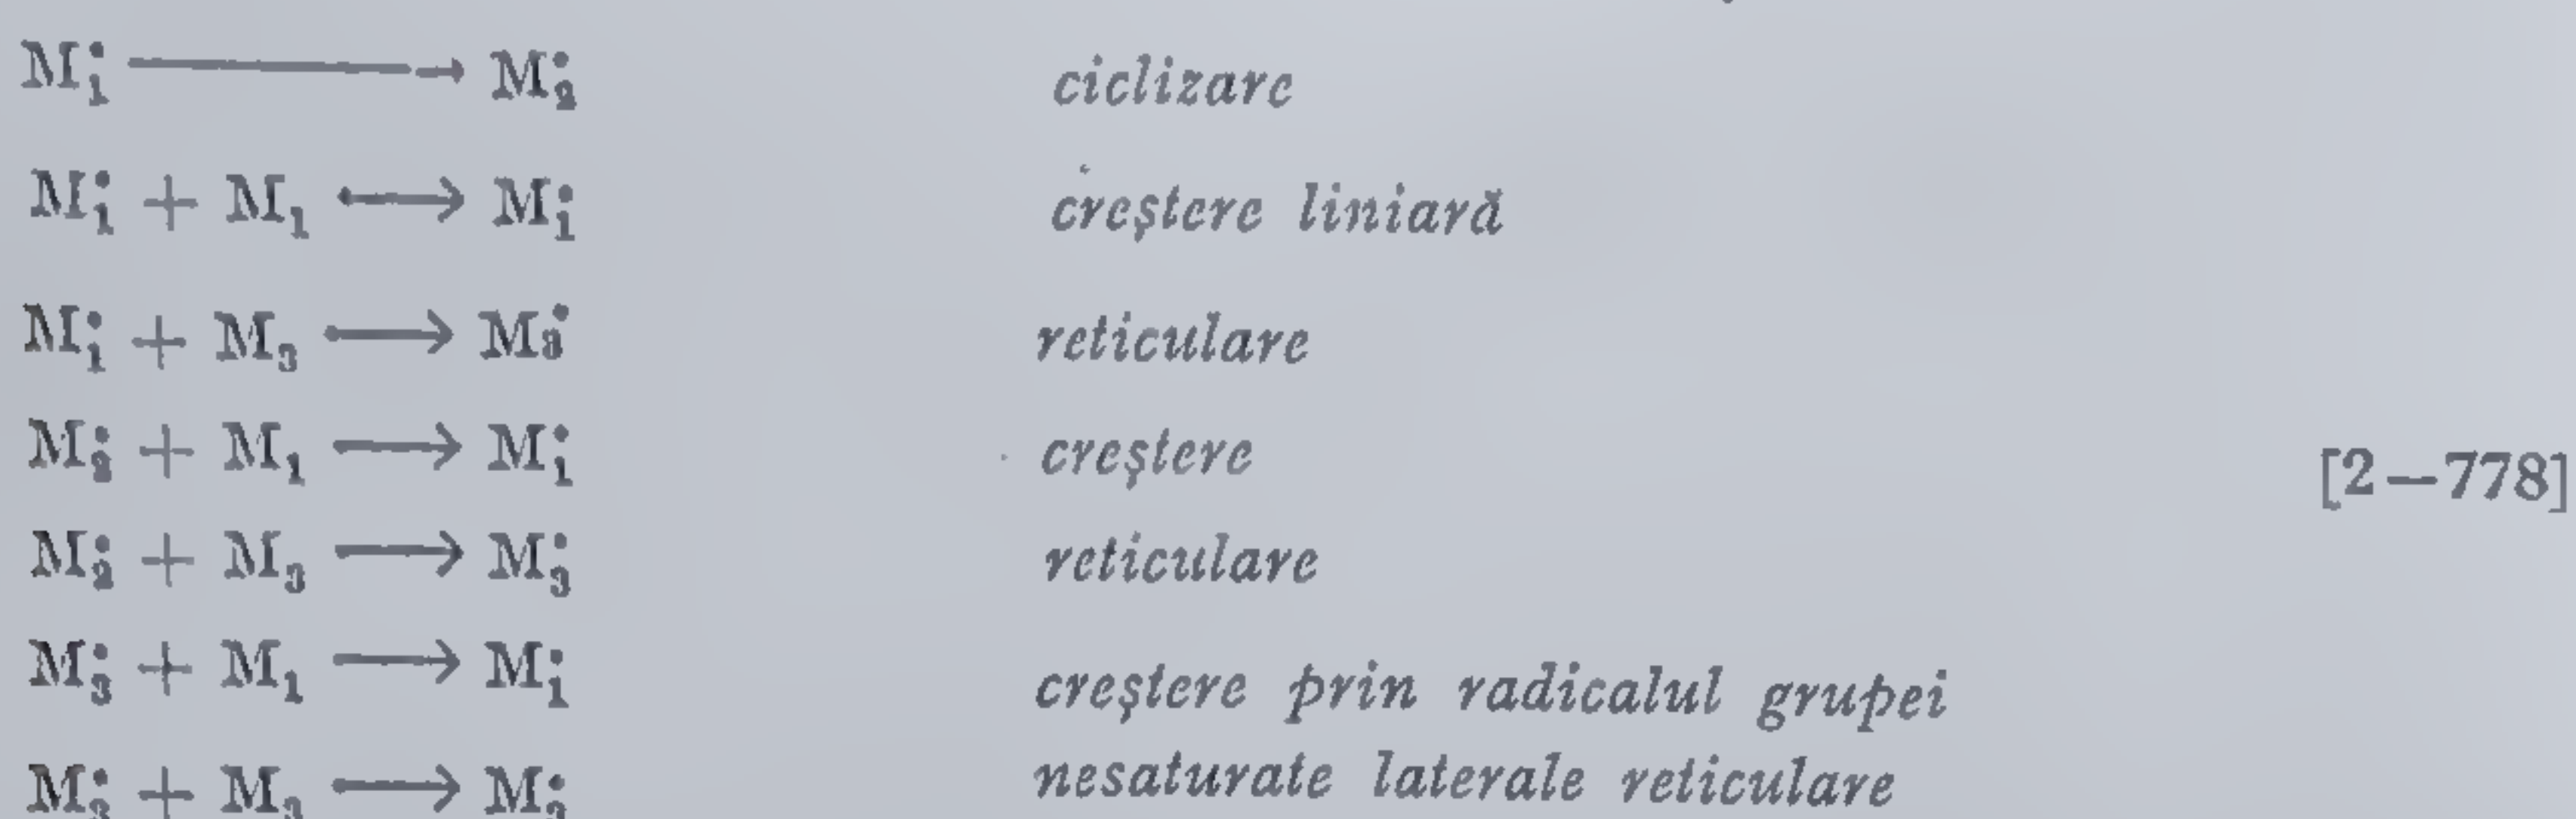 M₁• ⟶ M₂• ciclizare
M₁• + M₁ ⟶ M₁• creștere liniară
M₁• + M₃ ⟶ M₃• reticulare
M₂• + M₁ ⟶ M₁• creștere
[2—778]
M₂• + M₃ ⟶ M₃• reticulare
M₃• + M₁ ⟶ M₁• creștere prin radicalul grupei
M₃• + M₃ ⟶ M₃• nesaturate laterale reticulare